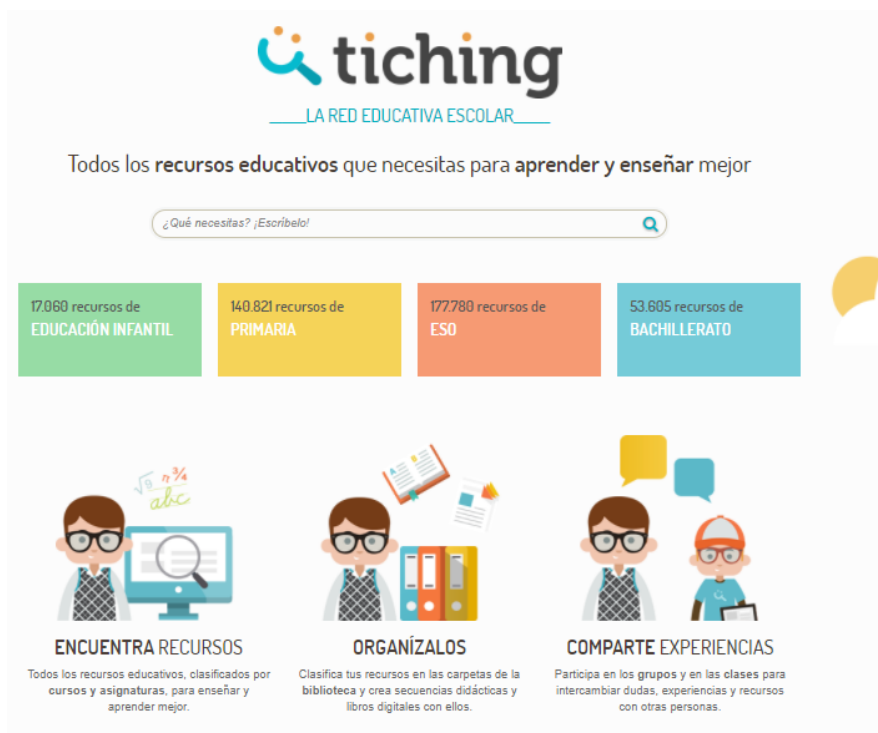 tiching
LA RED EDUCATIVA ESCOLAR
Todos los recursos educativos que necesitas para aprender y enseñar mejor
¿Qué necesitas? ¡Escríbelo!
17.060 recursos de
EDUCACIÓN INFANTIL
140.821 recursos de
PRIMARIA
177.780 recursos de
ESO
53.605 recursos de
BACHILLERATO
√9 π ¾
abc
A
B
ENCUENTRA RECURSOS
Todos los recursos educativos, clasificados por
cursos y asignaturas, para enseñar y
aprender mejor.
ORGANÍZALOS
Clasifica tus recursos en las carpetas de la
biblioteca y crea secuencias didácticas y
libros digitales con ellos.
COMPARTE EXPERIENCIAS
Participa en los grupos y en las clases para
intercambiar dudas, experiencias y recursos
con otras personas.